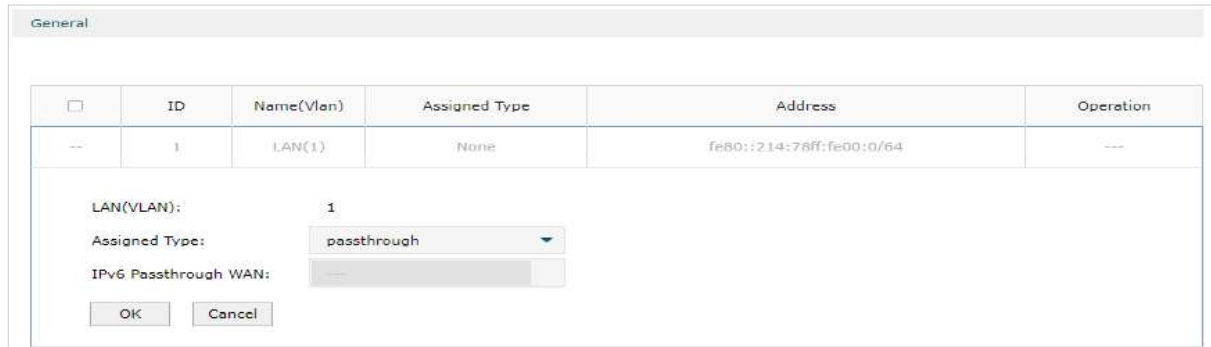 General
ID Name(Vlan) Assigned Type Address Operation
-- 1 LAN(1) None fe80::214:78ff:fe00:0/64 ---
LAN(VLAN): 1
Assigned Type: passthrough
IPv6 Passthrough WAN: ---
OK Cancel